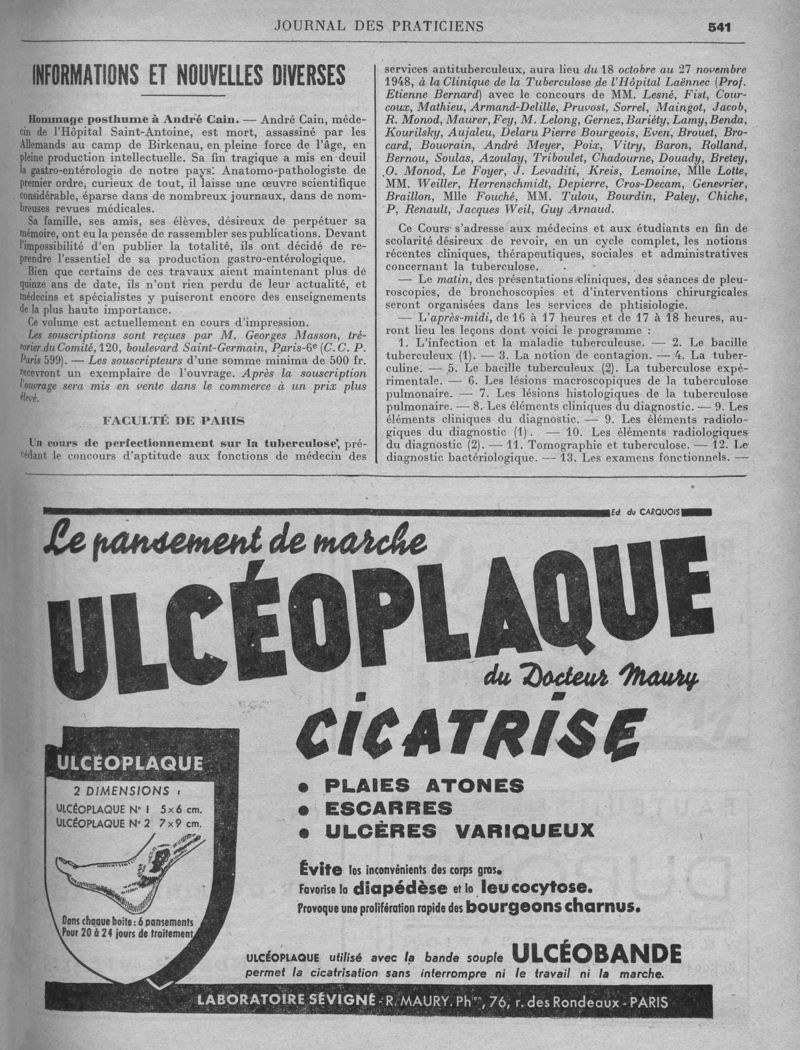 JOURNAL DES PRATICIENS
541
INFORMATIONS ET NOUVELLES DIVERSES
Hommage posthume à André Cain. — André Cain, méde-
cin de l'Hôpital Saint-Antoine, est mort, assassiné par les
Allemands au camp de Birkenau, en pleine force de l'âge, en
pleine production intellectuelle. Sa fin tragique a mis en deuil
la gastro-entérologie de notre pays. Anatomo-pathologiste de
premier ordre, curieux de tout, il laisse une œuvre scientifique
considérable, éparse dans de nombreux journaux, dans de nom-
breuses revues médicales.
Sa famille, ses amis, ses élèves, désireux de perpétuer sa
mémoire, ont eu la pensée de rassembler ses publications. Devant
l'impossibilité d'en publier la totalité, ils ont décidé de re-
prendre l'essentiel de sa production gastro-entérologique.
Bien que certains de ces travaux aient maintenant plus de
quinze ans de date, ils n'ont rien perdu de leur actualité, et
médecins et spécialistes y puiseront encore des enseignements
de la plus haute importance.
Ce volume est actuellement en cours d'impression.
Les souscriptions sont reçues par M. Georges Masson, tré-
sorier du Comité, 120, boulevard Saint-Germain, Paris-6e (C. C. P.
Paris 599). — Les souscripteurs d'une somme minima de 500 fr.
recevront un exemplaire de l'ouvrage. Après la souscription
l'ouvrage sera mis en vente dans le commerce à un prix plus
élevé.
FACULTÉ DE PARIS
Un cours de perfectionnement sur la tuberculose, pré-
cédant le concours d'aptitude aux fonctions de médecin des
services antituberculeux, aura lieu du 18 octobre au 27 novembre
1948, à la Clinique de la Tuberculose de l'Hôpital Laënnec (Prof.
Etienne Bernard) avec le concours de MM. Lesné, Fist, Cour-
coux, Mathieu, Armand-Delille, Pruvost, Sorrel, Maingot, Jacob,
R. Monod, Maurer, Fey, M. Lelong, Gernez, Bariéty, Lamy, Benda,
Kourilsky, Aujaleu, Delaru Pierre Bourgeois, Even, Brouet, Bro-
card, Bouvrain, André Meyer, Poix, Vitry, Baron, Rolland,
Bernou, Soulas, Azoulay, Triboulet, Chadourne, Douady, Bretey,
O. Monod, Le Foyer, J. Levaditi, Kreis, Lemoine, Mlle Lotte,
MM. Weiller, Herrenschmidt, Depierre, Cros-Decam, Genevrier,
Braillon, Mlle Fouché, MM. Tulou, Bourdin, Paley, Chiche,
P, Renault, Jacques Weil, Guy Arnaud.
Ce Cours s'adresse aux médecins et aux étudiants en fin de
scolarité désireux de revoir, en un cycle complet, les notions
récentes cliniques, thérapeutiques, sociales et administratives
concernant la tuberculose.
— Le matin, des présentations cliniques, des séances de pleu-
roscopies, de bronchoscopies et d'interventions chirurgicales
seront organisées dans les services de phtisiologie.
— L'après-midi, de 16 à 17 heures et de 17 à 18 heures, au-
ront lieu les leçons dont voici le programme :
1. L'infection et la maladie tuberculeuse. — 2. Le bacille
tuberculeux (1). — 3. La notion de contagion. — 4. La tuber-
culine. — 5. Le bacille tuberculeux (2). La tuberculose expé-
rimentale. — 6. Les lésions macroscopiques de la tuberculose
pulmonaire. — 7. Les lésions histologiques de la tuberculose
pulmonaire. — 8. Les éléments cliniques du diagnostic. — 9. Les
éléments cliniques du diagnostic. — 9. Les éléments radiolo-
giques du diagnostic (1). — 10. Les éléments radiologiques
du diagnostic (2). — 11. Tomographie et tuberculose. — 12. Le
diagnostic bactériologique. — 13. Les examens fonctionnels. —
Ed du CARQUOIS
Le pansement de marche
ULCÉOPLAQUE
du Docteur Maury
CICATRISE
ULCÉOPLAQUE
2 DIMENSIONS :
ULCÉOPLAQUE N° 1 5×6 cm.
ULCÉOPLAQUE N° 2 7×9 cm.
Dans chaque boîte : 6 pansements
Pour 20 à 24 jours de traitement
• PLAIES ATONES
• ESCARRES
• ULCÈRES VARIQUEUX
Évite les inconvénients des corps gras.
Favorise la diapédèse et la leucocytose.
Provoque une prolifération rapide des bourgeons charnus.
ULCÉOPLAQUE utilisé avec la bande souple ULCÉOBANDE
permet la cicatrisation sans interrompre ni le travail ni la marche.
LABORATOIRE SÉVIGNÉ - R. MAURY. Phien, 76, r. des Rondeaux - PARIS